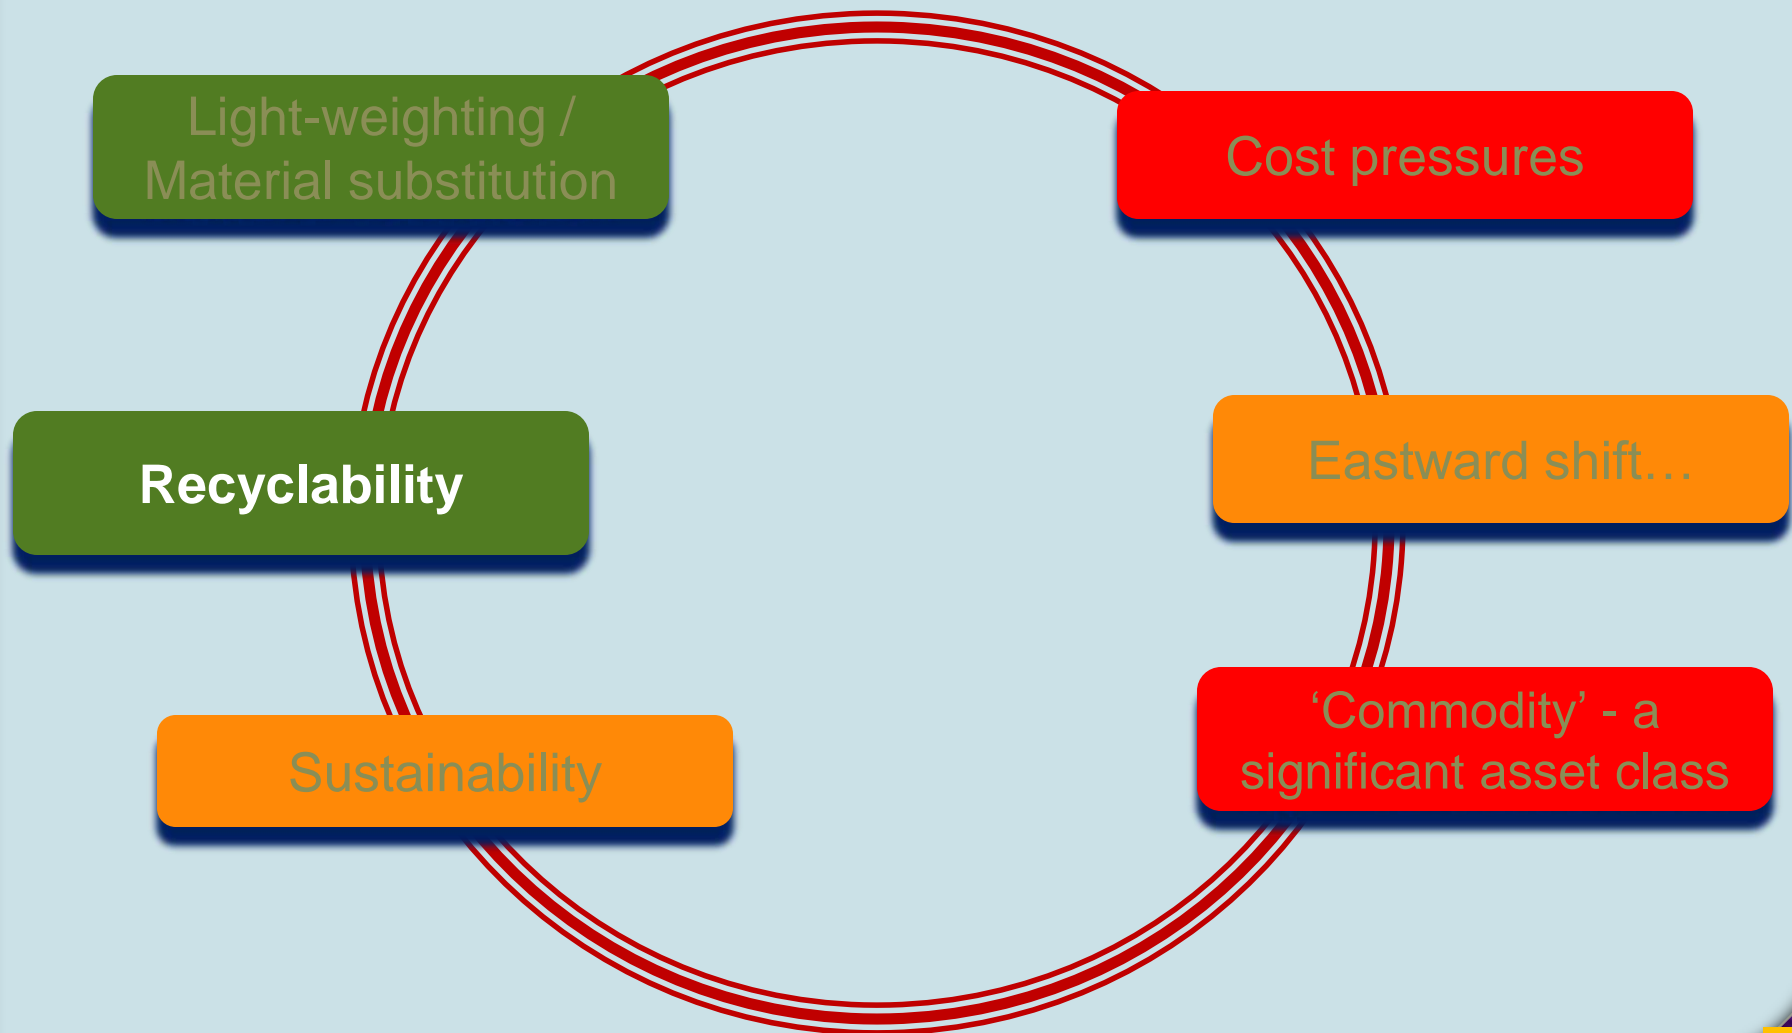 Light-weighting /
Material substitution
Cost pressures
Recyclability
Eastward shift…
Sustainability
‘Commodity’ - a
significant asset class